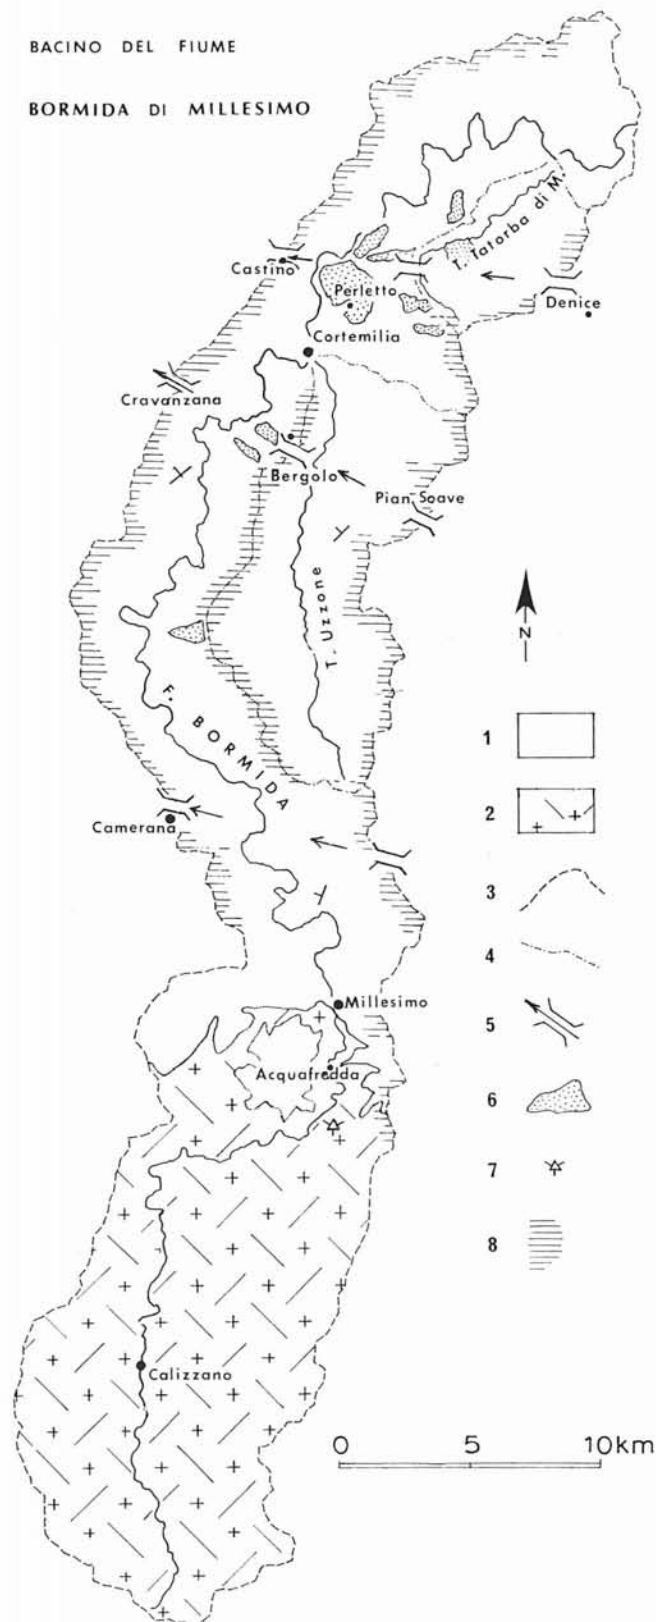 BACINO DEL FIUME
BORMIDA DI MILLESIMO
T. Tatorba di M.
Castino
Perletto
Denice
Cortemilia
Cravanzana
Bergolo
Pian Soave
T. Uzzone
N
F. BORMIDA
1
2
Camerana
3
4
Millesimo
5
Acquafredda
6
7
8
Calizzano
0 5 10km